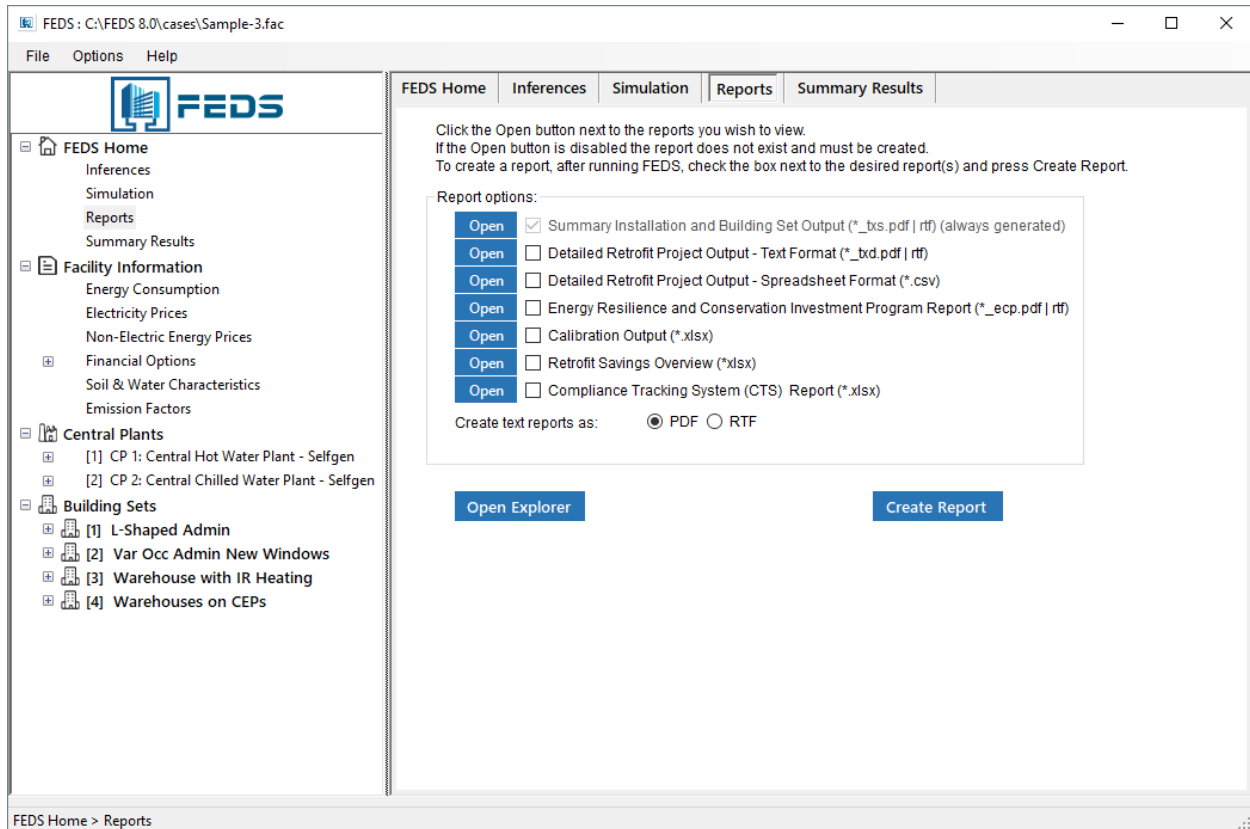 FEDS : C:\FEDS 8.0\cases\Sample-3.fac
File Options Help
FEDS
FEDS Home
Inferences
Simulation
Reports
Summary Results
Facility Information
Energy Consumption
Electricity Prices
Non-Electric Energy Prices
Financial Options
Soil & Water Characteristics
Emission Factors
Central Plants
[1] CP 1: Central Hot Water Plant - Selfgen
[2] CP 2: Central Chilled Water Plant - Selfgen
Building Sets
[1] L-Shaped Admin
[2] Var Occ Admin New Windows
[3] Warehouse with IR Heating
[4] Warehouses on CEPs
FEDS Home Inferences Simulation Reports Summary Results
Click the Open button next to the reports you wish to view.
If the Open button is disabled the report does not exist and must be created.
To create a report, after running FEDS, check the box next to the desired report(s) and press Create Report.
Report options:
Open Summary Installation and Building Set Output (*_txs.pdf | rtf) (always generated)
Open Detailed Retrofit Project Output - Text Format (*_txd.pdf | rtf)
Open Detailed Retrofit Project Output - Spreadsheet Format (*.csv)
Open Energy Resilience and Conservation Investment Program Report (*_ecp.pdf | rtf)
Open Calibration Output (*.xlsx)
Open Retrofit Savings Overview (*xlsx)
Open Compliance Tracking System (CTS) Report (*.xlsx)
Create text reports as: PDF RTF
Open Explorer Create Report
FEDS Home > Reports